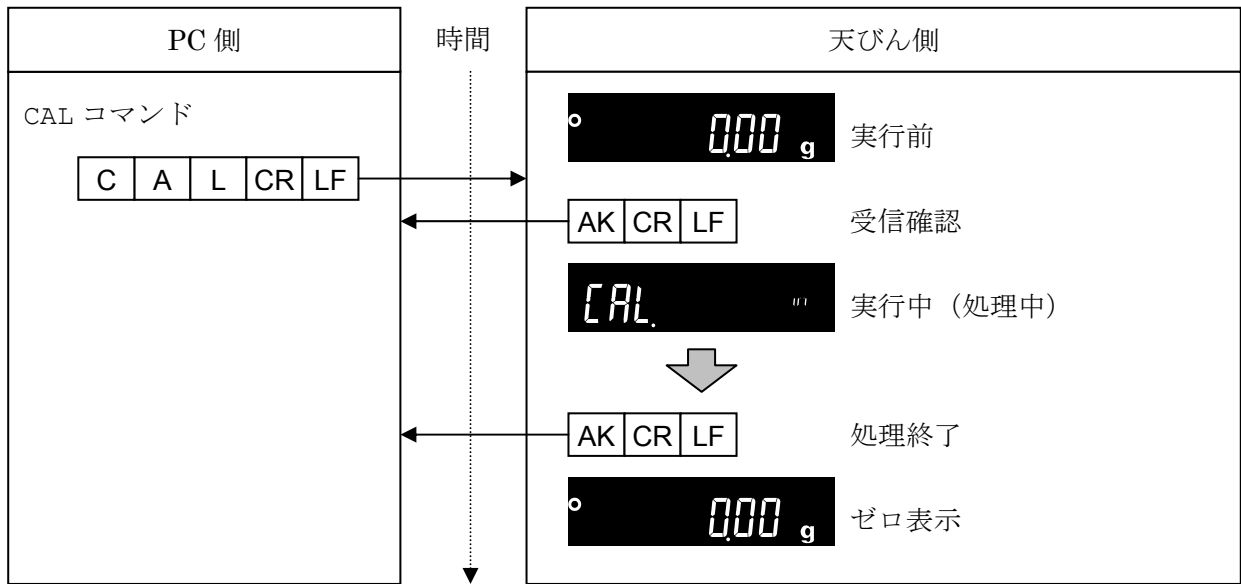 PC 側 時間 天びん側
CAL コマンド
0.00 g 実行前
C A L CR LF
AK CR LF 受信確認
CAL. 実行中（処理中）
AK CR LF 処理終了
0.00 g ゼロ表示